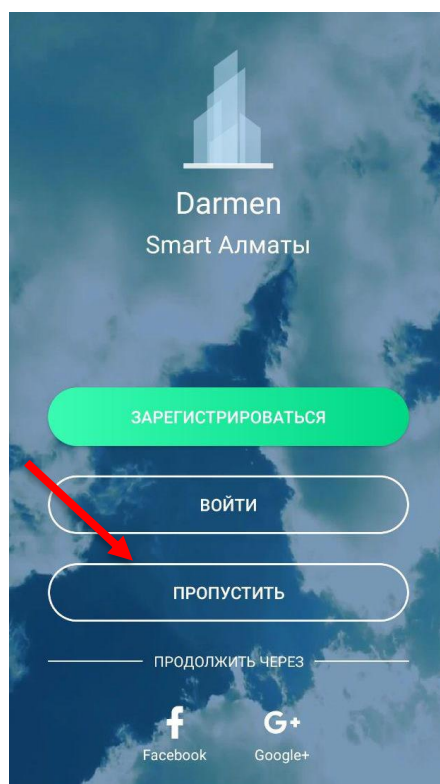 Darmen
Smart Алматы
ЗАРЕГИСТРИРОВАТЬСЯ
ВОЙТИ
ПРОПУСТИТЬ
ПРОДОЛЖИТЬ ЧЕРЕЗ
f G+
Facebook Google+